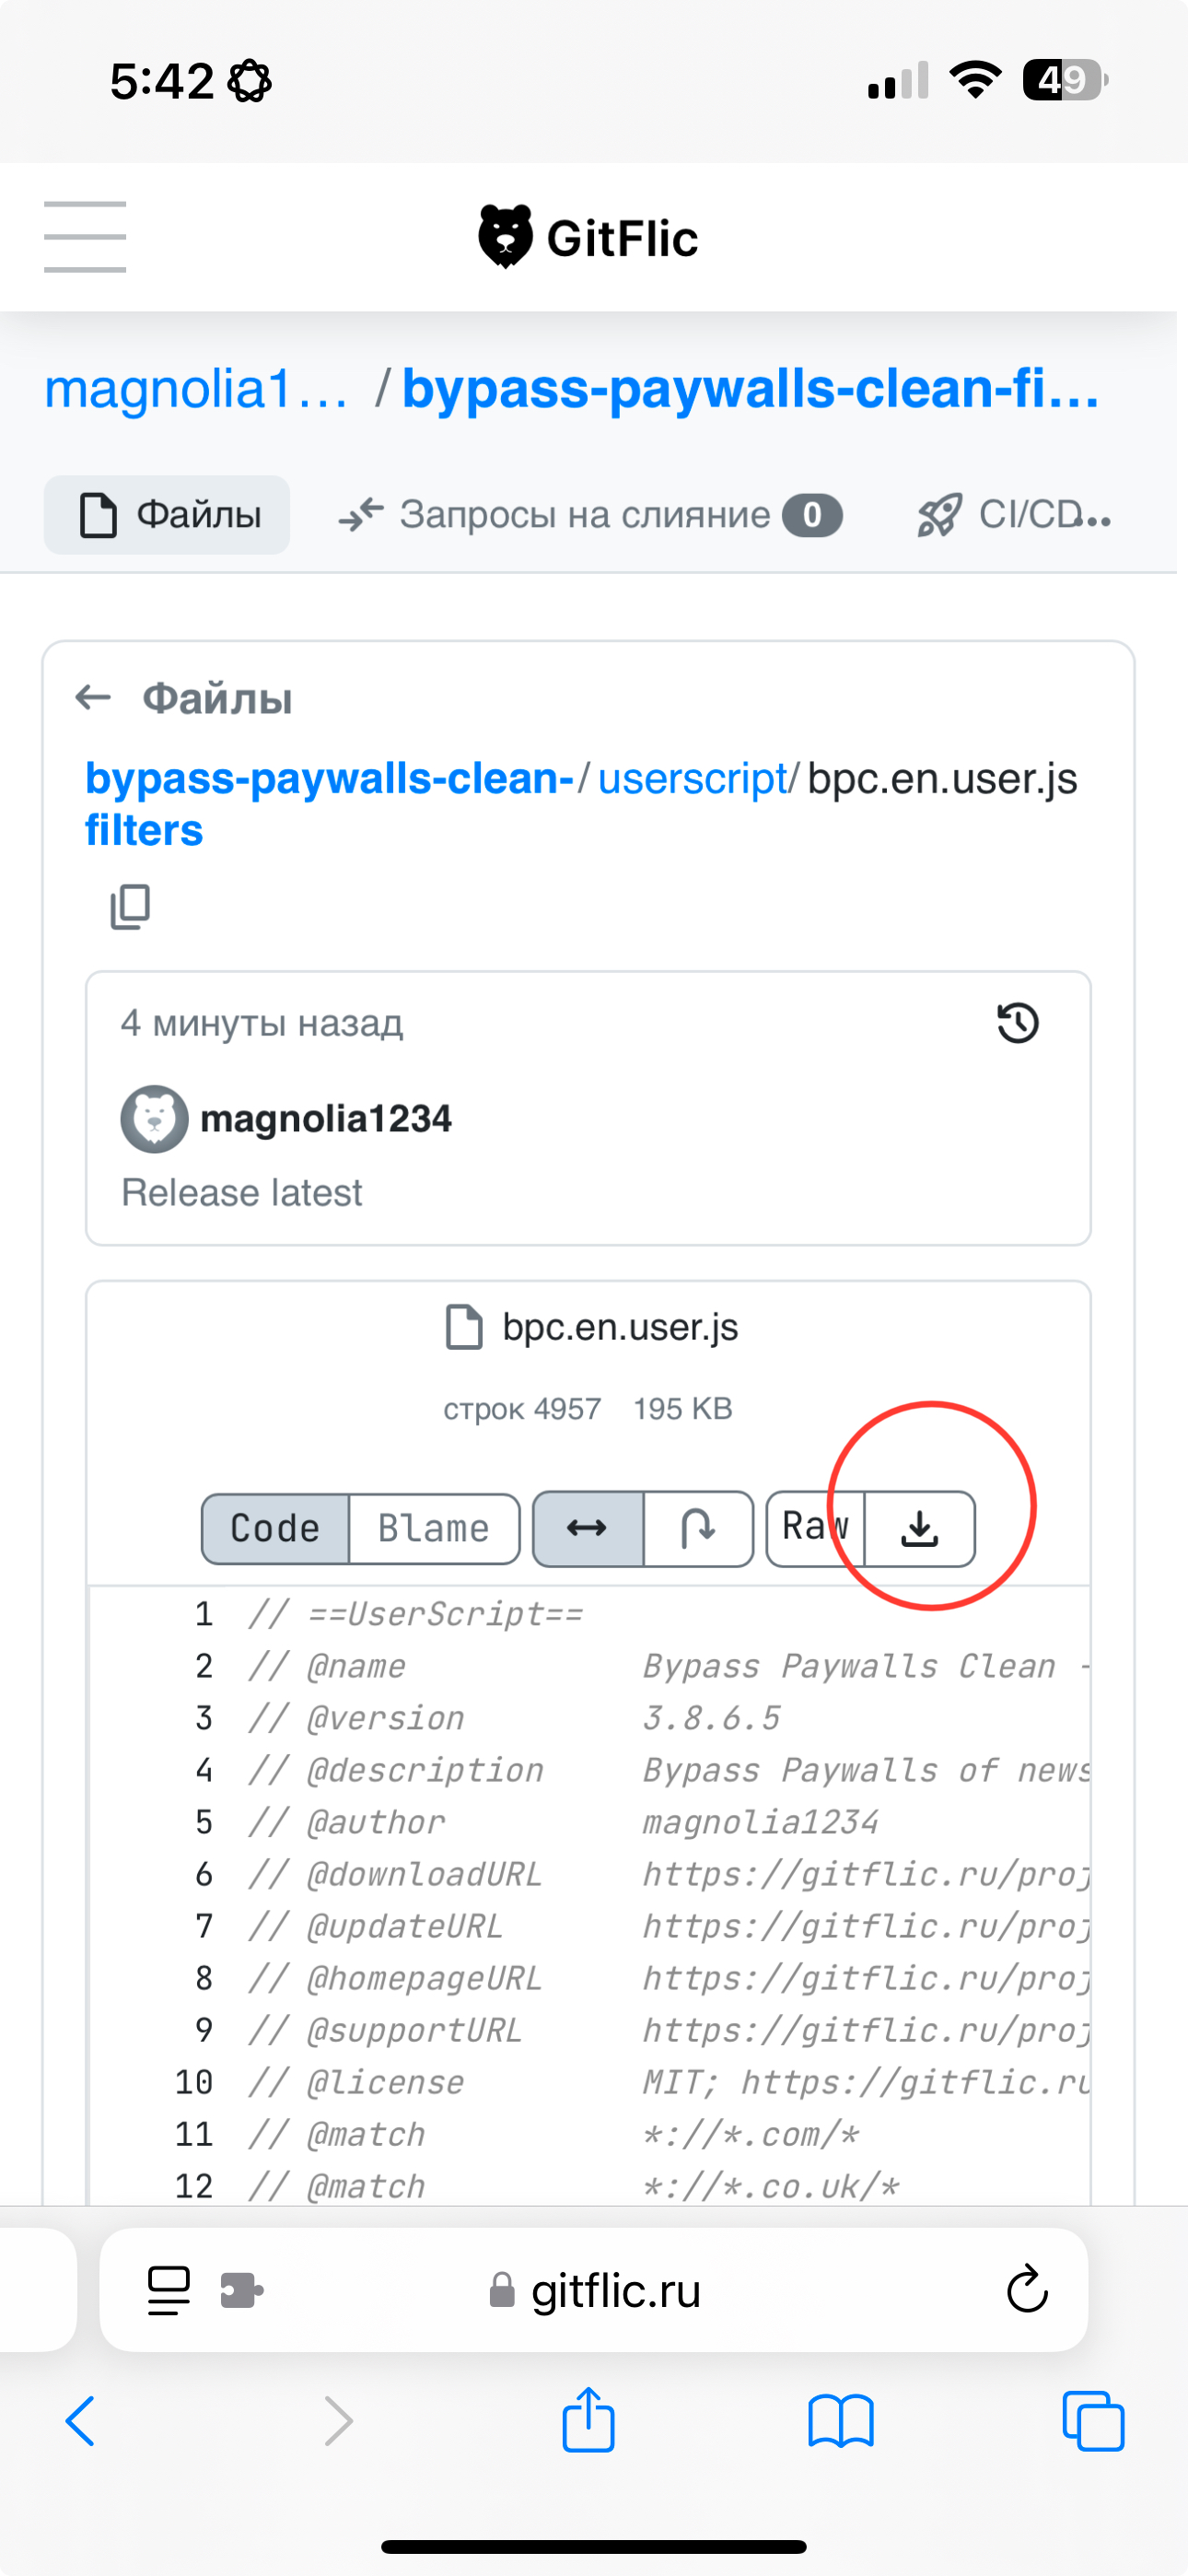 5:42
49
GitFlic
magnolia1... / bypass-paywalls-clean-fi...
Файлы
Запросы на слияние 0
CI/CD...
Файлы
bypass-paywalls-clean-/userscript/bpc.en.user.js
filters
4 минуты назад
magnolia1234
Release latest
bpc.en.user.js
строк 4957 195 KB
Code Blame Raw
1 // ==UserScript==
2 // @name Bypass Paywalls Clean -
3 // @version 3.8.6.5
4 // @description Bypass Paywalls of news
5 // @author magnolia1234
6 // @downloadURL https://gitflic.ru/proj
7 // @updateURL https://gitflic.ru/proj
8 // @homepageURL https://gitflic.ru/proj
9 // @supportURL https://gitflic.ru/proj
10 // @license MIT; https://gitflic.ru
11 // @match *://*.com/*
12 // @match *://*.co.uk/*
gitflic.ru